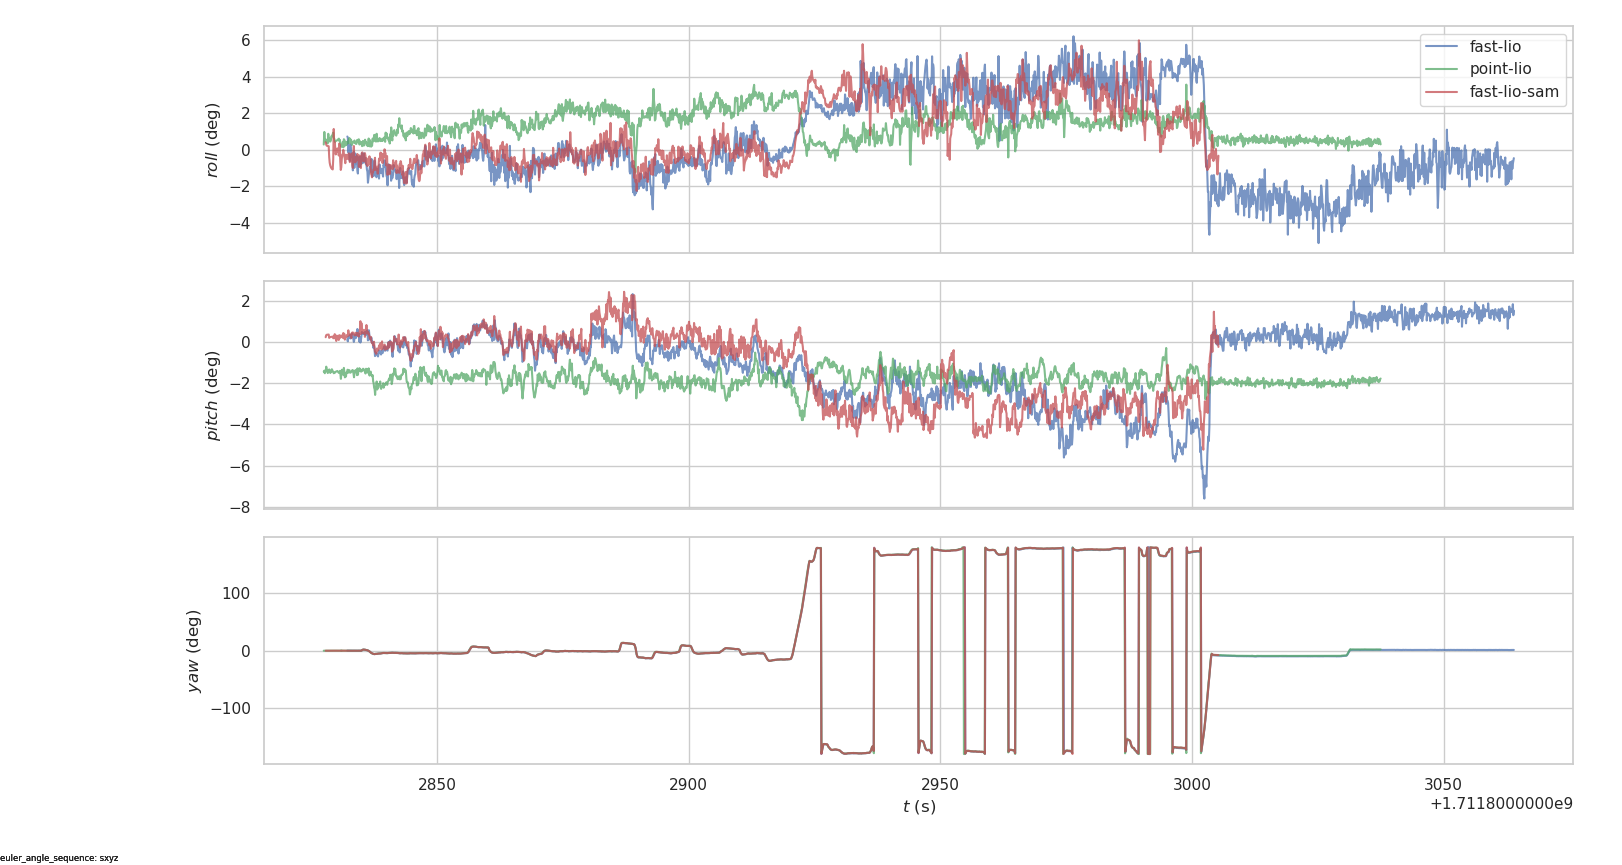 6
4
2
0
−2
−4
roll (deg)
fast-lio
point-lio
fast-lio-sam
2
0
−2
−4
−6
−8
pitch (deg)
100
0
−100
yaw (deg)
2850
2900
2950
3000
3050
t (s)
+1.7118000000e9
euler_angle_sequence: sxyz